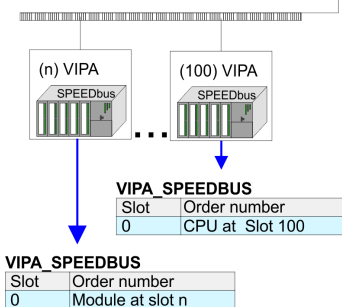 (n) VIPA
SPEEDbus
(100) VIPA
SPEEDbus
VIPA_SPEEDBUS
Slot Order number
0 CPU at Slot 100
VIPA_SPEEDBUS
Slot Order number
0 Module at slot n